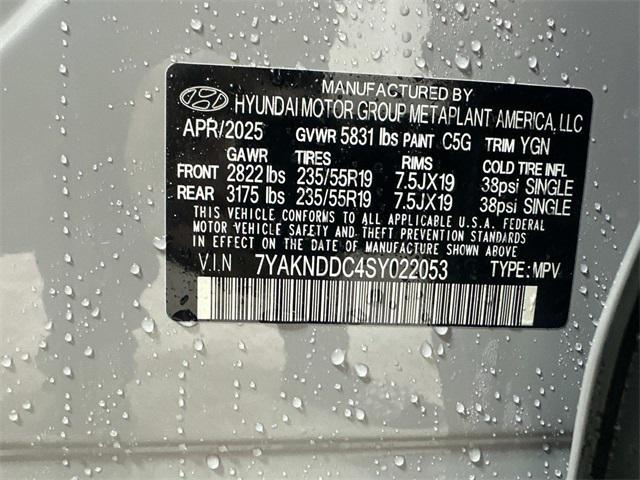 MANUFACTURED BY
HYUNDAI MOTOR GROUP METAPLANT AMERICA, LLC
APR/2025 GVWR 5831 lbs PAINT C5G TRIM YGN
GAWR TIRES RIMS COLD TIRE INFL
FRONT 2822 lbs 235/55R19 7.5JX19 38psi SINGLE
REAR 3175 lbs 235/55R19 7.5JX19 38psi SINGLE
THIS VEHICLE CONFORMS TO ALL APPLICABLE U.S.A. FEDERAL
MOTOR VEHICLE SAFETY AND THEFT PREVENTION STANDARDS
IN EFFECT ON THE DATE OF MANUFACTURE SHOWN ABOVE
V.I.N 7YAKNDDC4SY022053 TYPE: MPV